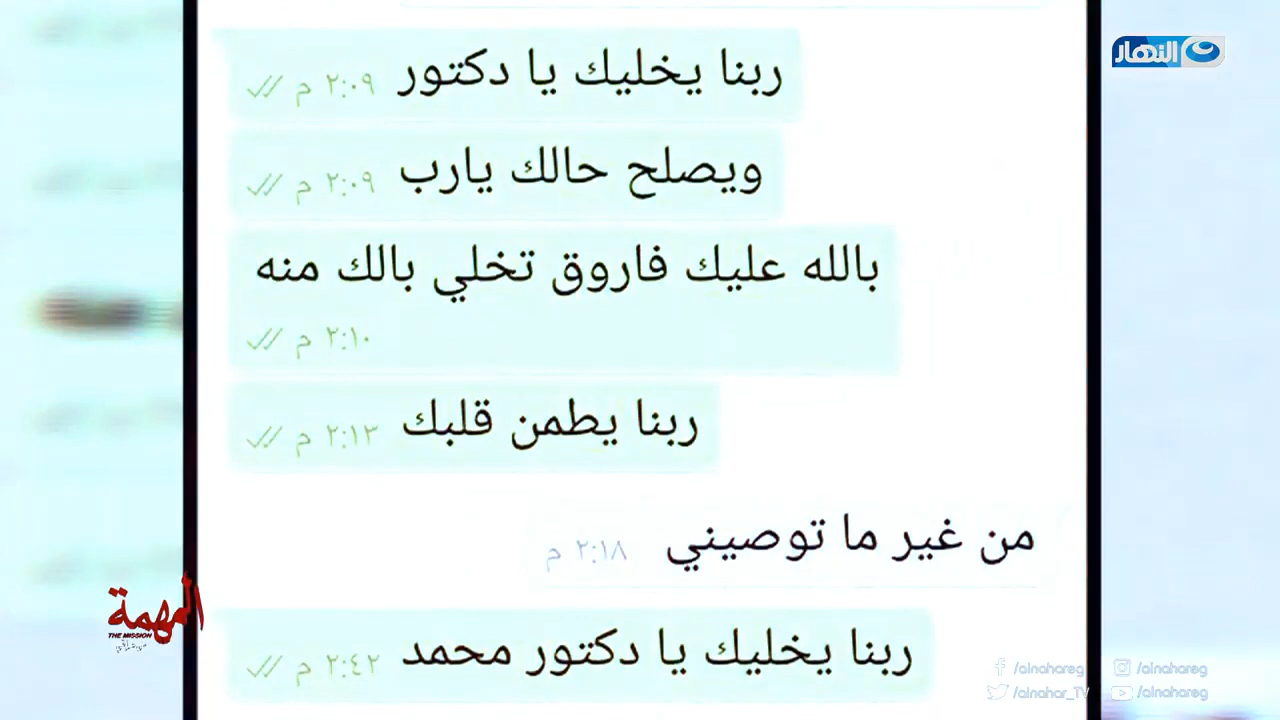 النهار
ربنا يخليك يا دكتور ٢:٠٩ م
ويصلح حالك يارب ٢:٠٩ م
بالله عليك فاروق تخلي بالك منه
٢:١٠ م
ربنا يطمن قلبك ٢:١٣ م
من غير ما توصيني ٢:١٨ م
المهمة
THE MISSION
ربنا يخليك يا دكتور محمد ٢:٤٢ م
/alnahareg /alnahareg
/alnahar_TV /alnahareg